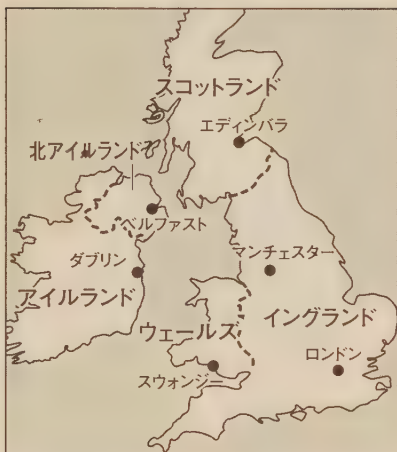 スコットランド
エディンバラ
北アイルランド
ベルファスト
マンチェスター
ダブリン
アイルランド
ウェールズ
イングランド
ロンドン
スウォンジー